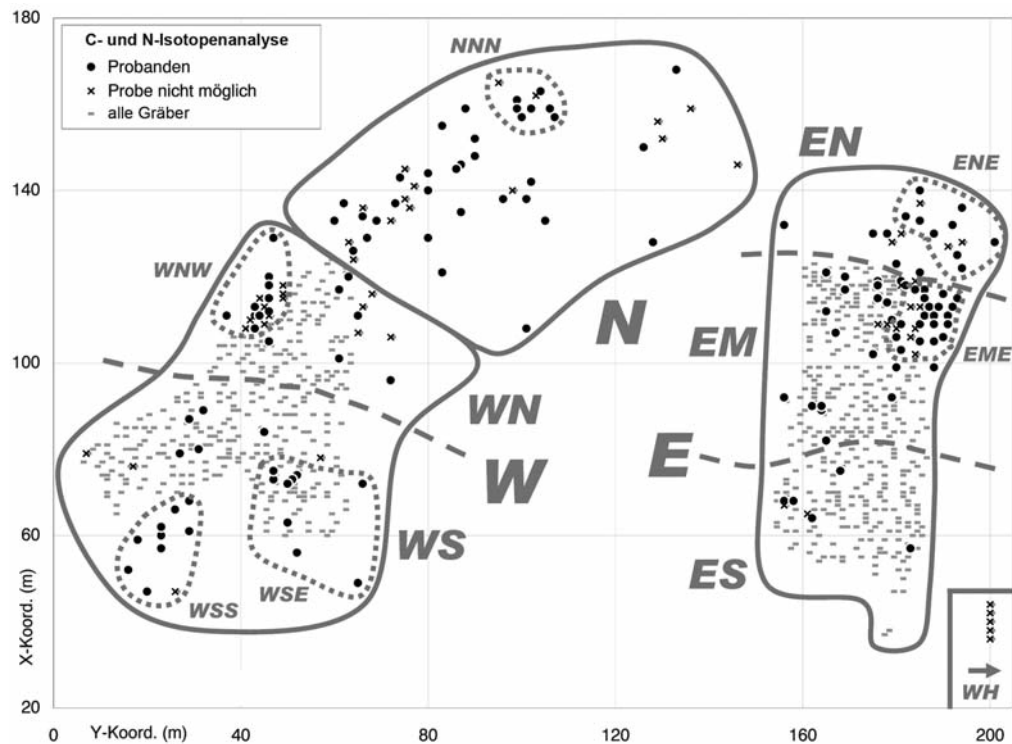 180
C- und N-Isotopenanalyse
Probanden
Probe nicht möglich
alle Gräber
NNN
EN
ENE
140
WNW
N
EM
EME
100
WN
E
W
60
WS
ES
WSE
WSS
X-Koord. (m)
WH
20
0 Y-Koord. (m) 40 80 120 160 200